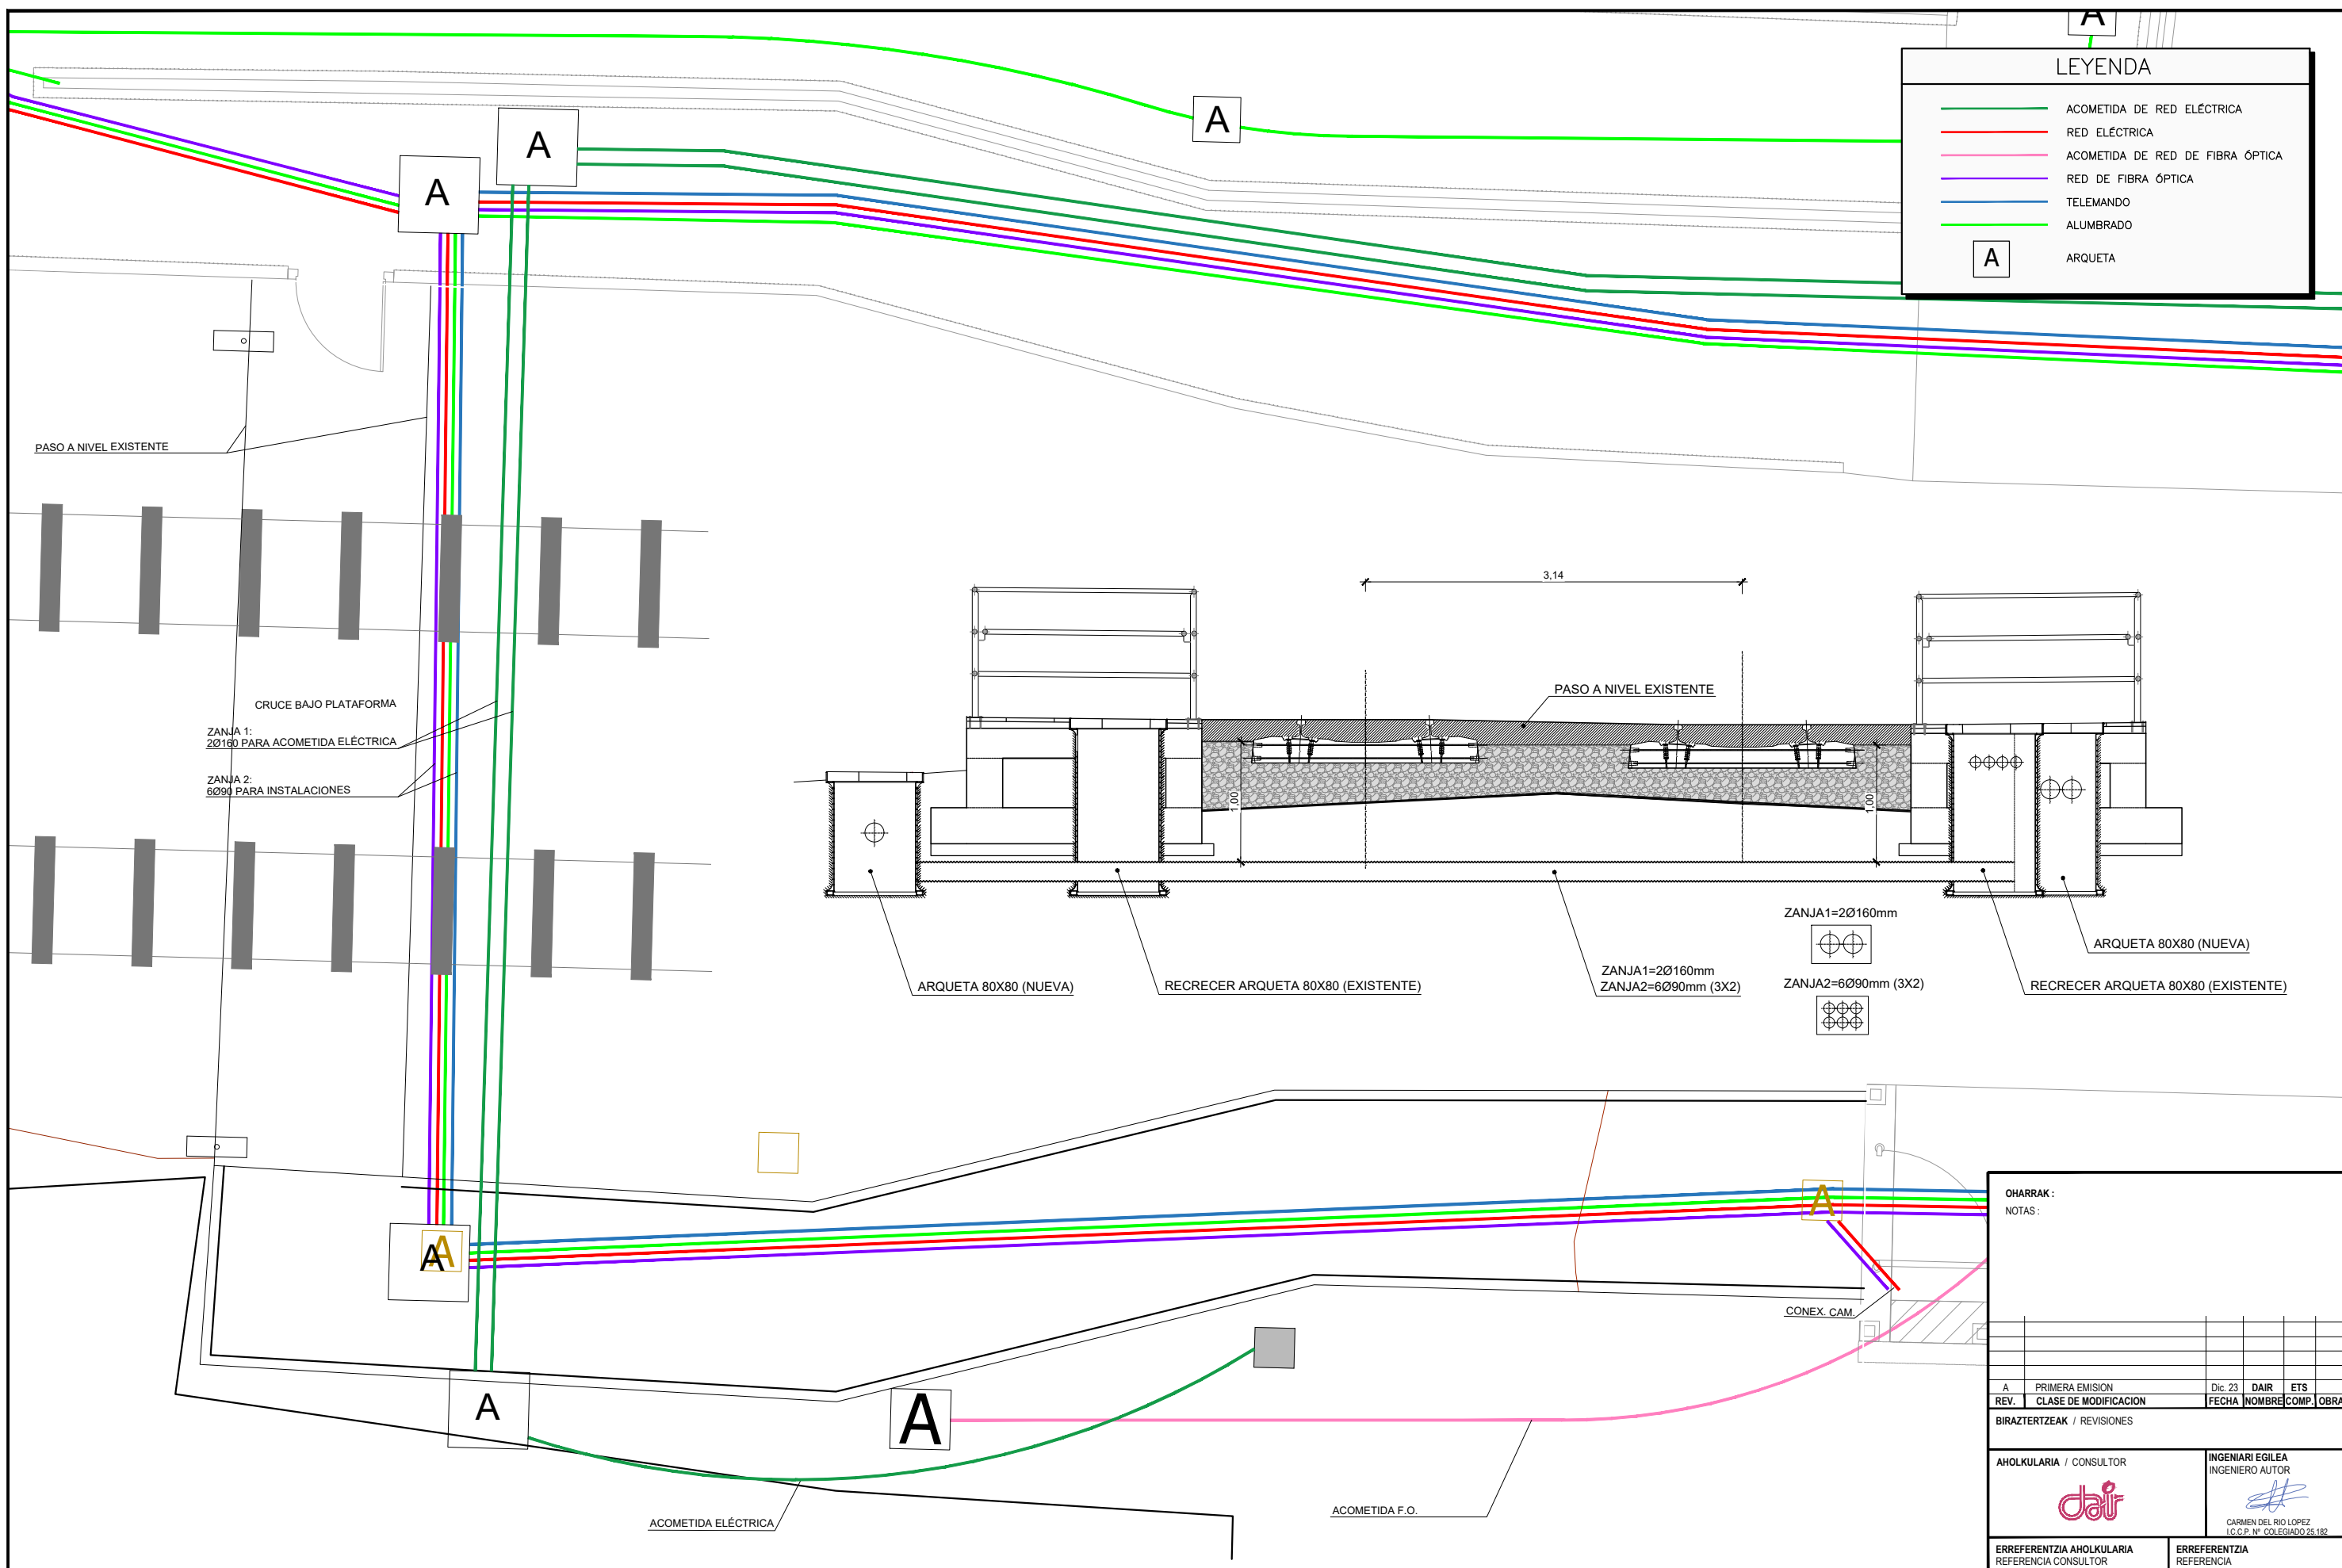 A
LEYENDA
ACOMETIDA DE RED ELÉCTRICA
RED ELÉCTRICA
ACOMETIDA DE RED DE FIBRA ÓPTICA
RED DE FIBRA ÓPTICA
TELEMANDO
ALUMBRADO
A ARQUETA
A
A
A
PASO A NIVEL EXISTENTE
CRUCE BAJO PLATAFORMA
ZANJA 1:
2Ø160 PARA ACOMETIDA ELÉCTRICA
ZANJA 2:
6Ø90 PARA INSTALACIONES
3,14
PASO A NIVEL EXISTENTE
1,00
1,00
ZANJA1=2Ø160mm
ARQUETA 80X80 (NUEVA)
ZANJA1=2Ø160mm
ZANJA2=6Ø90mm (3X2)
ZANJA2=6Ø90mm (3X2)
ARQUETA 80X80 (NUEVA)
RECRECER ARQUETA 80X80 (EXISTENTE)
RECRECER ARQUETA 80X80 (EXISTENTE)
A
A
A
CONEX. CAM.
A
A
ACOMETIDA ELÉCTRICA
ACOMETIDA F.O.
OHARRAK :
NOTAS :
A PRIMERA EMISION Dic. 23 DAIR ETS
REV. CLASE DE MODIFICACION FECHA NOMBRE COMP. OBRA
BIRAZTERTZEAK / REVISIONES
AHOLKULARIA / CONSULTOR
dair
INGENIARI EGILEA
INGENIERO AUTOR
CARMEN DEL RIO LOPEZ
I.C.C.P. Nº COLEGIADO 25.182
ERREFERENTZIA AHOLKULARIA
REFERENCIA CONSULTOR
ERREFERENTZIA
REFERENCIA